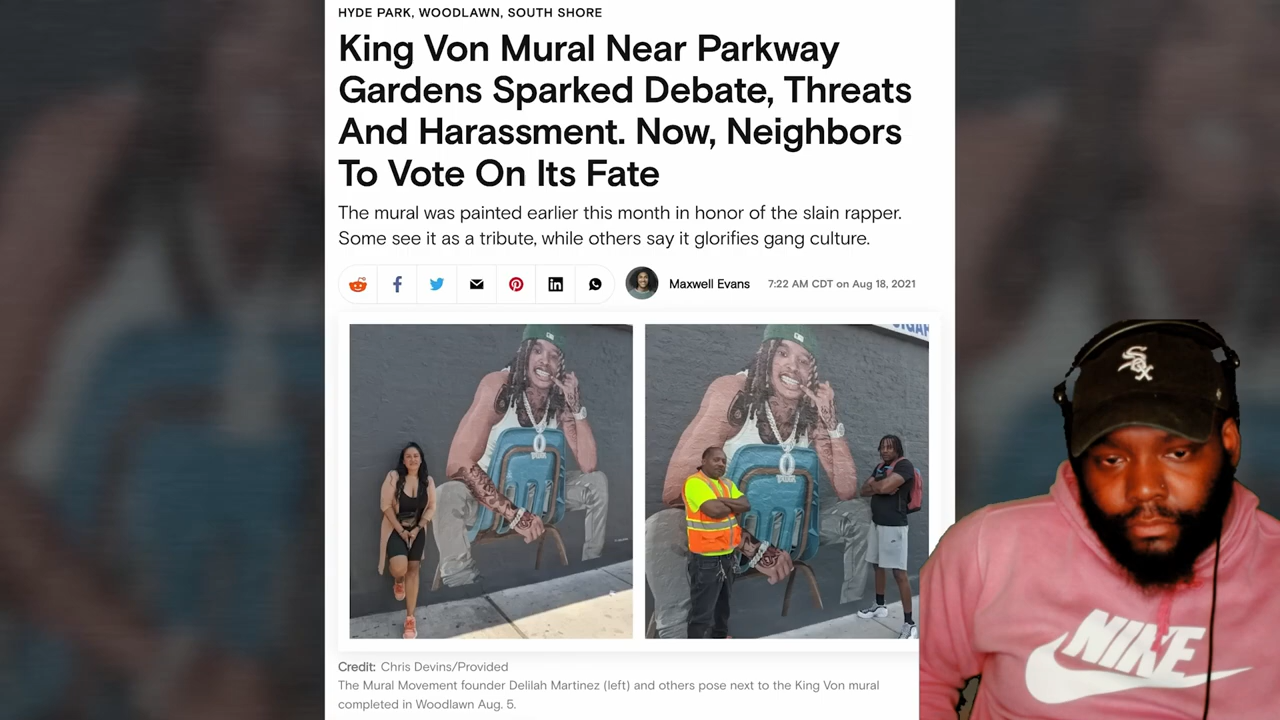 HYDE PARK, WOODLAWN, SOUTH SHORE
King Von Mural Near Parkway
Gardens Sparked Debate, Threats
And Harassment. Now, Neighbors
To Vote On Its Fate
The mural was painted earlier this month in honor of the slain rapper.
Some see it as a tribute, while others say it glorifies gang culture.
Maxwell Evans 7:22 AM CDT on Aug 18, 2021
Sox
NIKE
Credit: Chris Devins/Provided
The Mural Movement founder Delilah Martinez (left) and others pose next to the King Von mural
completed in Woodlawn Aug. 5.